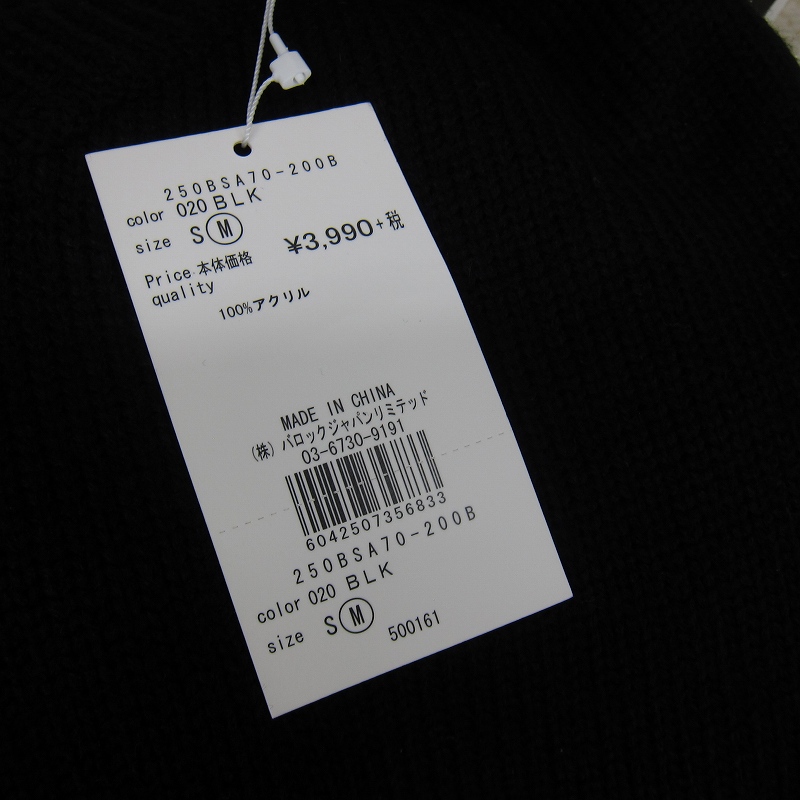 250BSA70-200B
color 020 BLK
size S M
Price 本体価格 ¥3,990+税
quality
100%アクリル
MADE IN CHINA
(株) バロックジャパンリミテッド
03-6730-9191
6042507356833
250BSA70-200B
color 020 BLK
size S M
500161